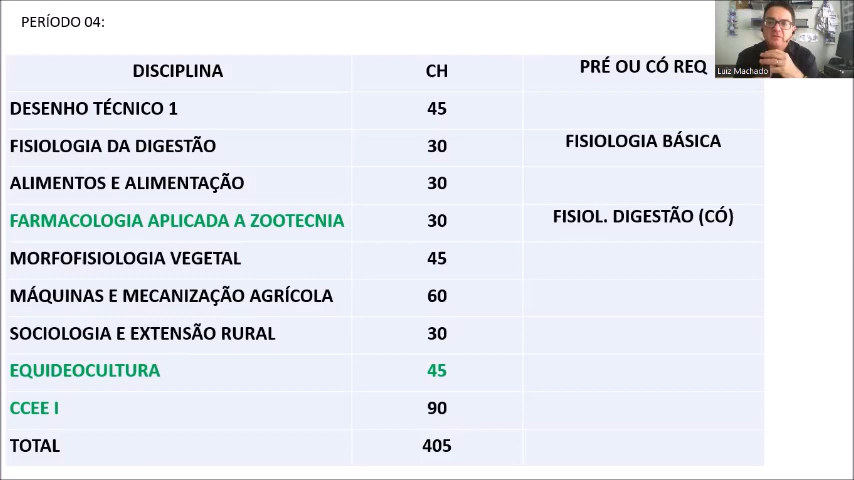 PERÍODO 04:
DISCIPLINA CH PRÉ OU CÓ REQ
Luiz Machado
DESENHO TÉCNICO 1 45
FISIOLOGIA DA DIGESTÃO 30 FISIOLOGIA BÁSICA
ALIMENTOS E ALIMENTAÇÃO 30
FARMACOLOGIA APLICADA A ZOOTECNIA 30 FISIOL. DIGESTÃO (CÓ)
MORFOFISIOLOGIA VEGETAL 45
MÁQUINAS E MECANIZAÇÃO AGRÍCOLA 60
SOCIOLOGIA E EXTENSÃO RURAL 30
EQUIDEOCULTURA 45
CCEE I 90
TOTAL 405